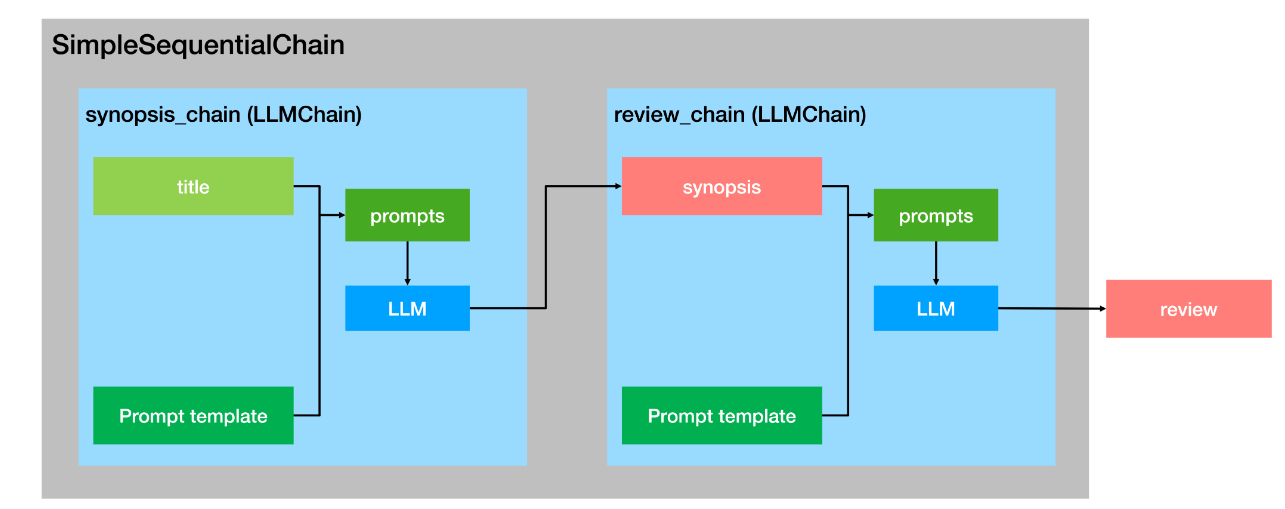 SimpleSequentialChain
synopsis_chain (LLMChain)
title
prompts
LLM
Prompt template
review_chain (LLMChain)
synopsis
prompts
LLM
Prompt template
review